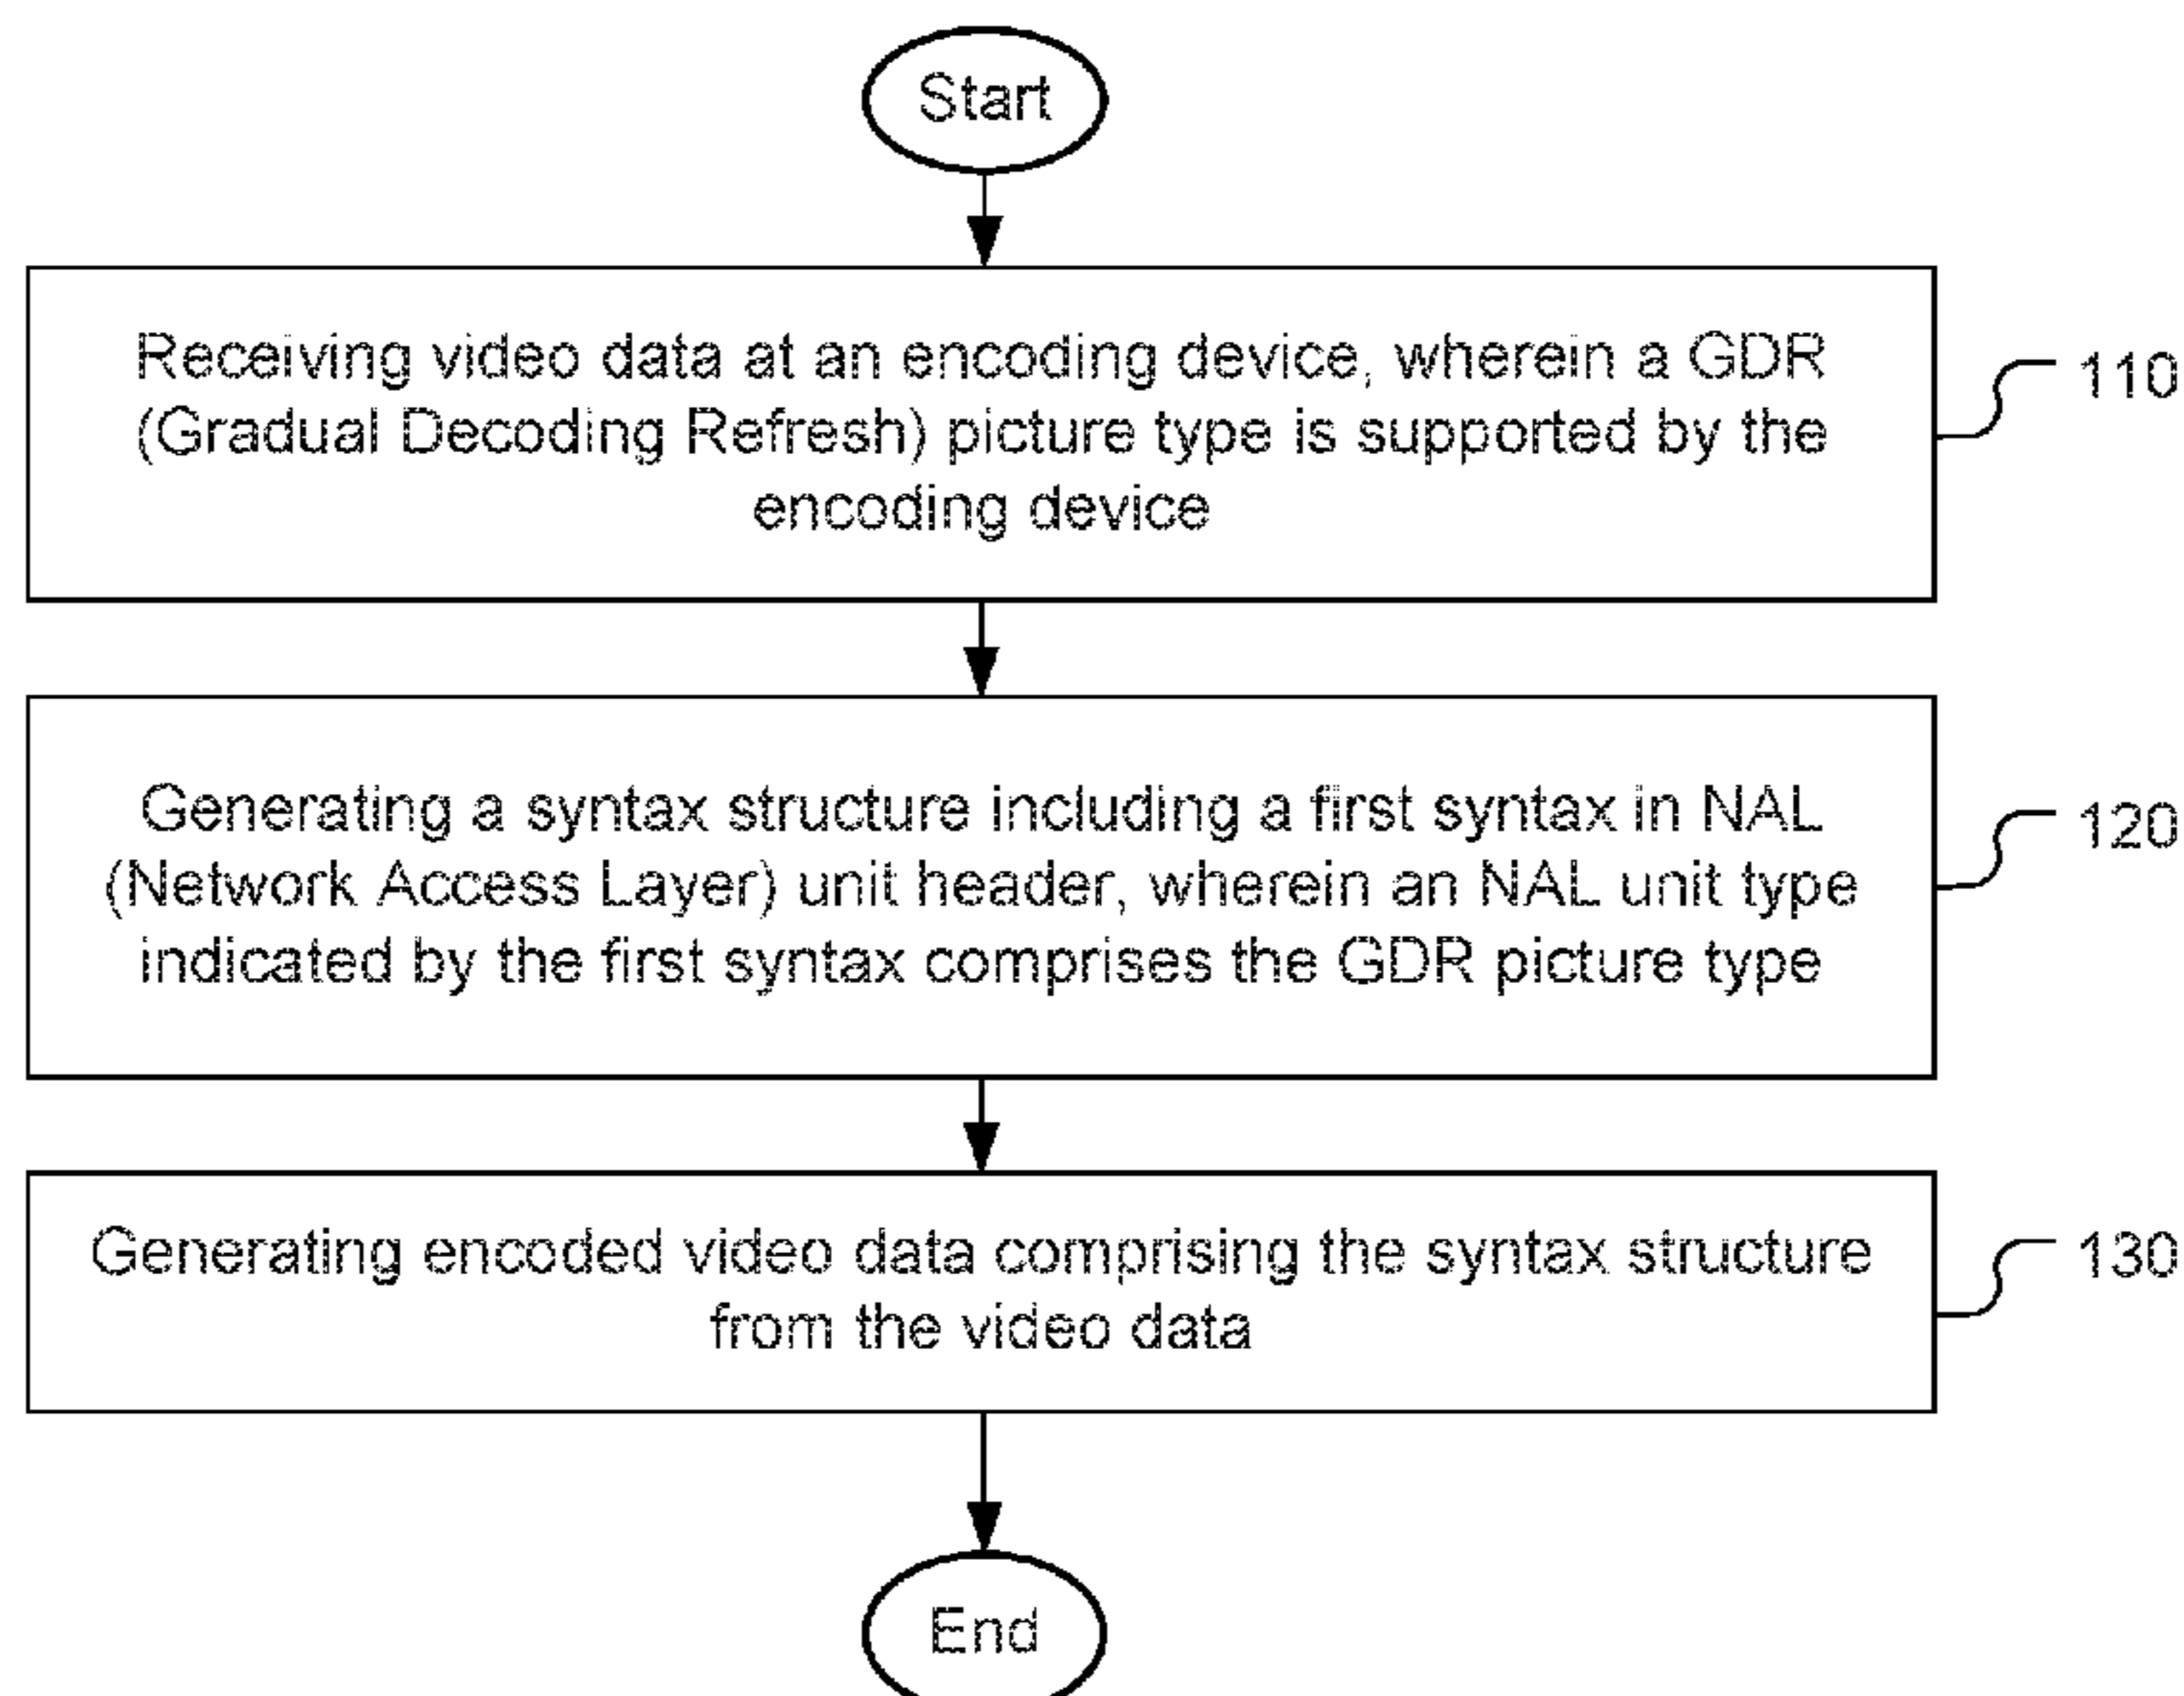 Start
Receiving video data at an encoding device, wherein a GDR
(Gradual Decoding Refresh) picture type is supported by the
encoding device
110
Generating a syntax structure including a first syntax in NAL
(Network Access Layer) unit header, wherein an NAL unit type
indicated by the first syntax comprises the GDR picture type
120
Generating encoded video data comprising the syntax structure
from the video data
130
End